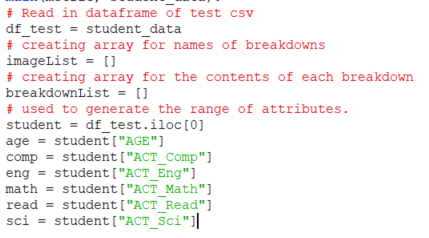 # Read in dataframe of test csv
df_test = student_data
# creating array for names of breakdowns
imageList = []
# creating array for the contents of each breakdown
breakdownList = []
# used to generate the range of attributes.
student = df_test.iloc[0]
age = student["AGE"]
comp = student["ACT_Comp"]
eng = student["ACT_Eng"]
math = student["ACT_Math"]
read = student["ACT_Read"]
sci = student["ACT_Sci"]